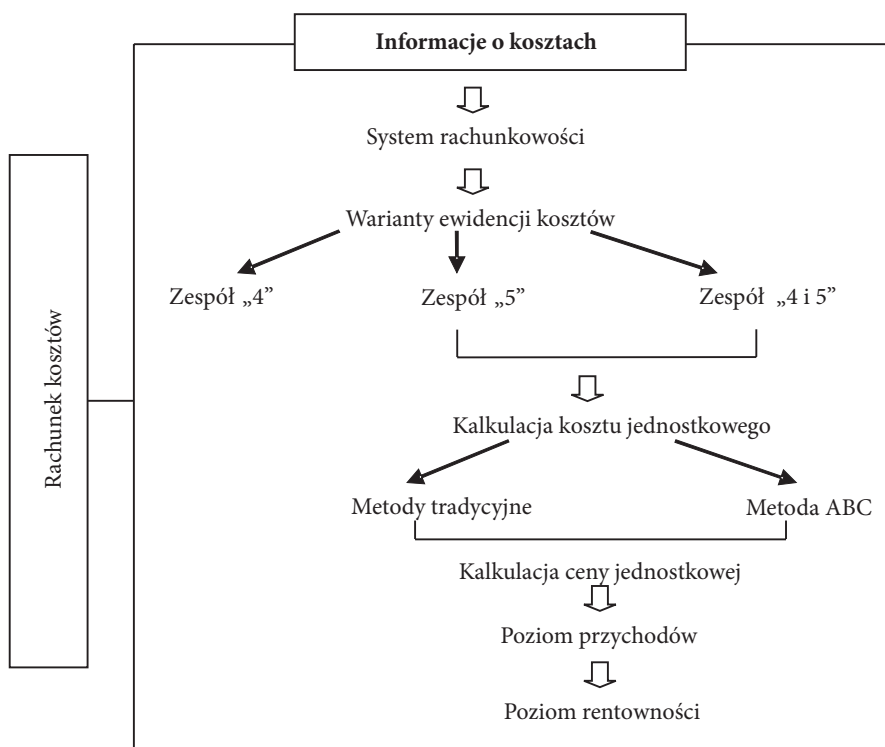 Informacje o kosztach
System rachunkowości
Warianty ewidencji kosztów
Zespół „4”
Zespół „5”
Zespół „4 i 5”
Rachunek kosztów
Kalkulacja kosztu jednostkowego
Metody tradycyjne
Metoda ABC
Kalkulacja ceny jednostkowej
Poziom przychodów
Poziom rentowności